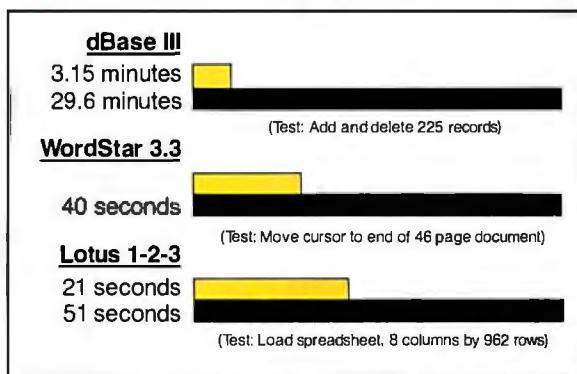 dBase III
3.15 minutes
29.6 minutes
(Test: Add and delete 225 records)
WordStar 3.3
40 seconds
(Test: Move cursor to end of 46 page document)
Lotus 1-2-3
21 seconds
51 seconds
(Test: Load spreadsheet, 8 columns by 962 rows)